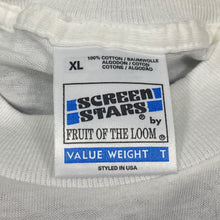 XL
100% COTTON / BAUMWOLLE
ALGODON / COTON
COTONE / ALGODÃO
SCREEN
STARS
by
FRUIT OF THE LOOM
VALUE WEIGHT T
STYLED IN USA